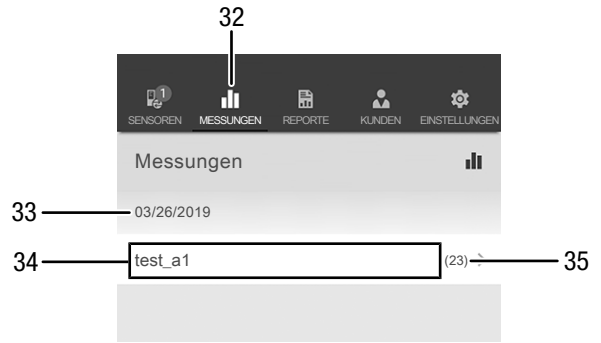 32
1
SENSOREN MESSUNGEN REPORTE KUNDEN EINSTELLUNGEN
Messungen
33 03/26/2019
34 test_a1 (23) 35